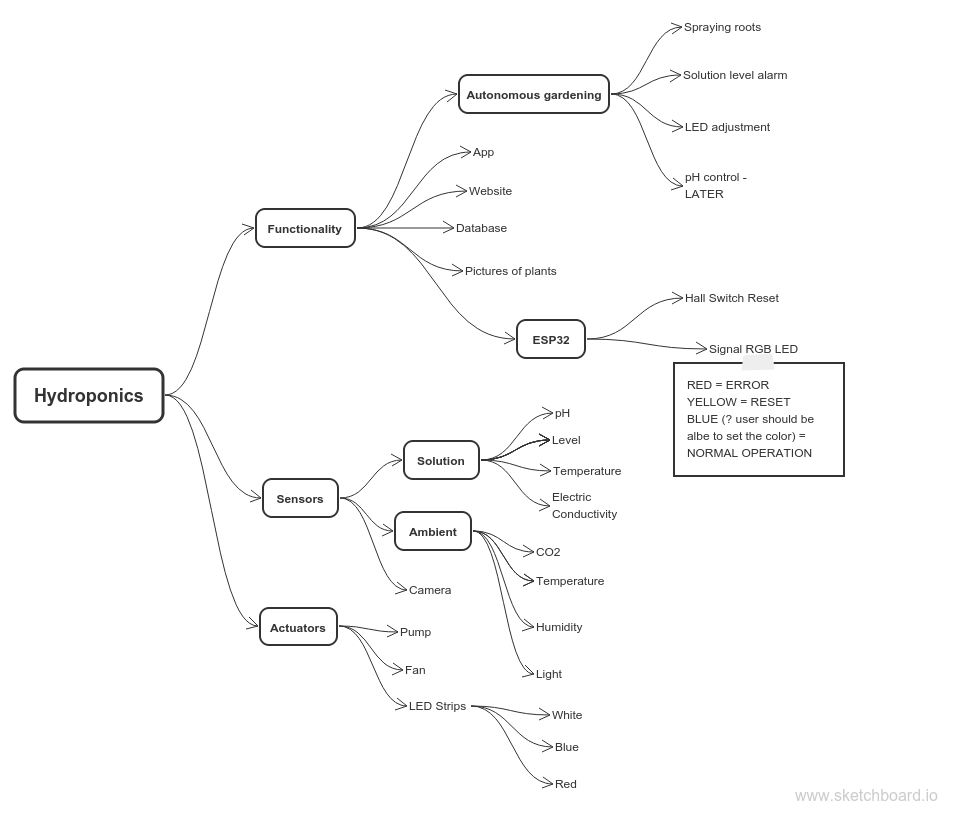 Hydroponics
Functionality
Autonomous gardening
Spraying roots
Solution level alarm
LED adjustment
pH control -
LATER
App
Website
Database
Pictures of plants
ESP32
Hall Switch Reset
Signal RGB LED
RED = ERROR
YELLOW = RESET
BLUE (? user should be
albe to set the color) =
NORMAL OPERATION
Sensors
Solution
pH
Level
Temperature
Electric
Conductivity
Ambient
CO2
Temperature
Humidity
Light
Camera
Actuators
Pump
Fan
LED Strips
White
Blue
Red
www.sketchboard.io